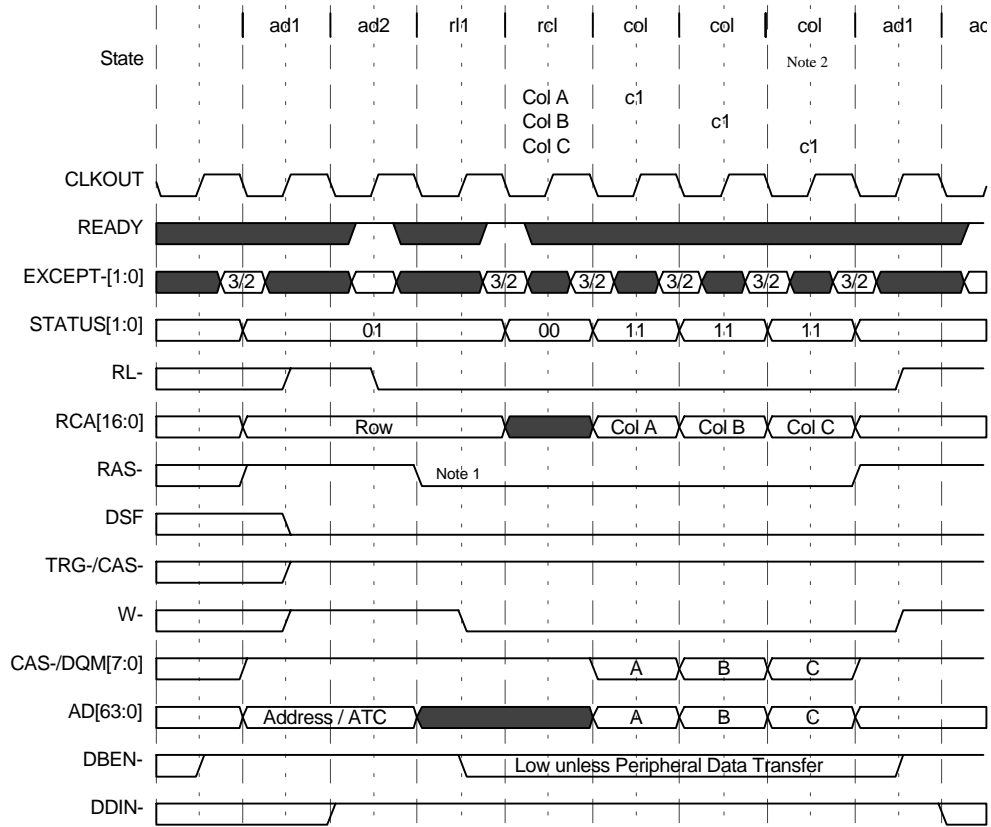 ad1 ad2 rl1 rcl col col col ad1 ad
State Note 2
Col A c1
Col B c1
Col C c1
CLKOUT
READY
EXCEPT-[1:0] 3/2 3/2 3/2 3/2 3/2 3/2
STATUS[1:0] 01 00 11 11 11
RL-
RCA[16:0] Row Col A Col B Col C
RAS- Note 1
DSF
TRG-/CAS-
W-
CAS-/DQM[7:0] A B C
AD[63:0] Address / ATC A B C
DBEN- Low unless Peripheral Data Transfer
DDIN-